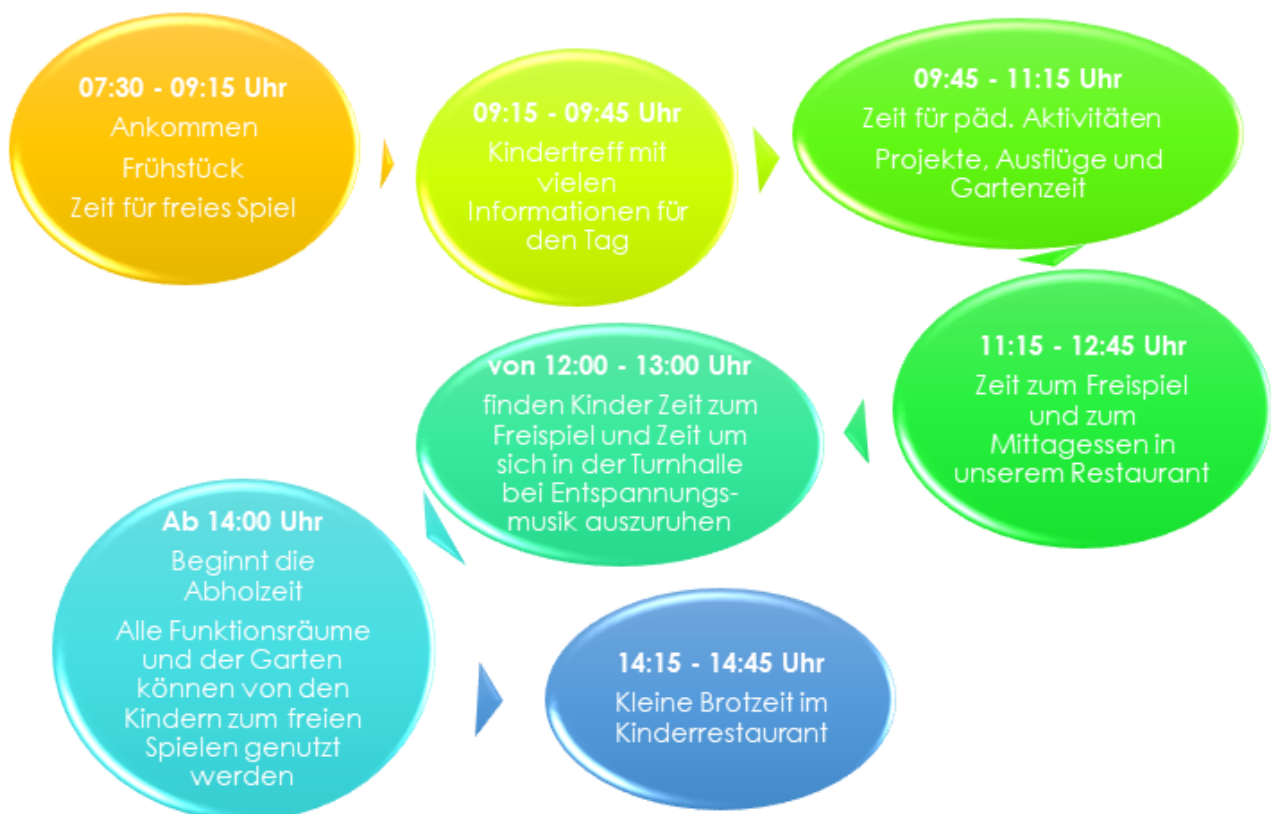 07:30 - 09:15 Uhr
Ankommen
Frühstück
Zeit für freies Spiel
09:15 - 09:45 Uhr
Kindertreff mit
vielen
Informationen für
den Tag
09:45 - 11:15 Uhr
Zeit für päd. Aktivitäten
Projekte, Ausflüge und
Gartenzeit
11:15 - 12:45 Uhr
Zeit zum Freispiel
und zum
Mittagessen in
unserem Restaurant
von 12:00 - 13:00 Uhr
finden Kinder Zeit zum
Freispiel und Zeit um
sich in der Turnhalle
bei Entspannungs-
musik auszuruhen
Ab 14:00 Uhr
Beginnt die
Abholzeit
Alle Funktionsräume
und der Garten
können von den
Kindern zum freien
Spielen genutzt
werden
14:15 - 14:45 Uhr
Kleine Brotzeit im
Kinderrestaurant